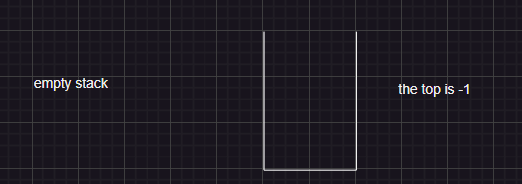 empty stack
the top is -1